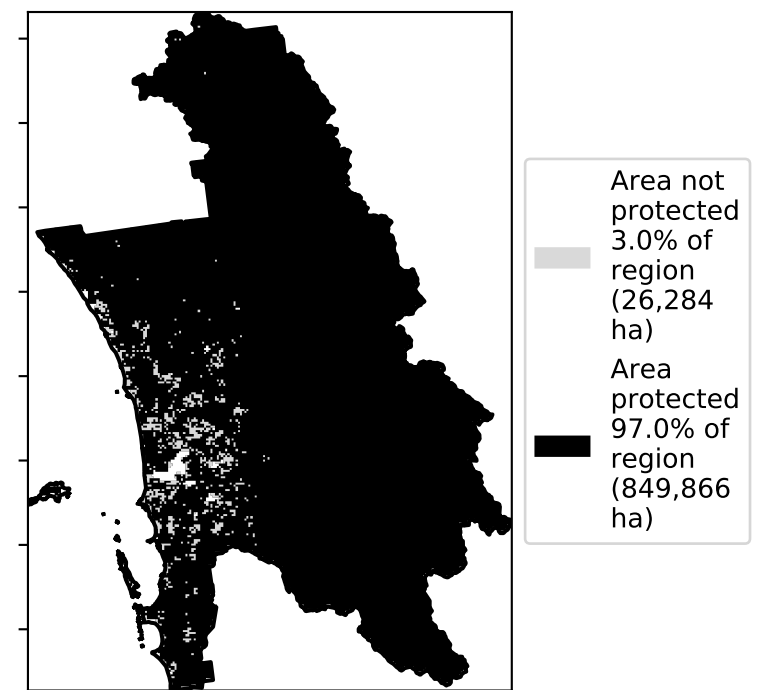 Area not
protected
3.0% of
region
(26,284
ha)
Area
protected
97.0% of
region
(849,866
ha)